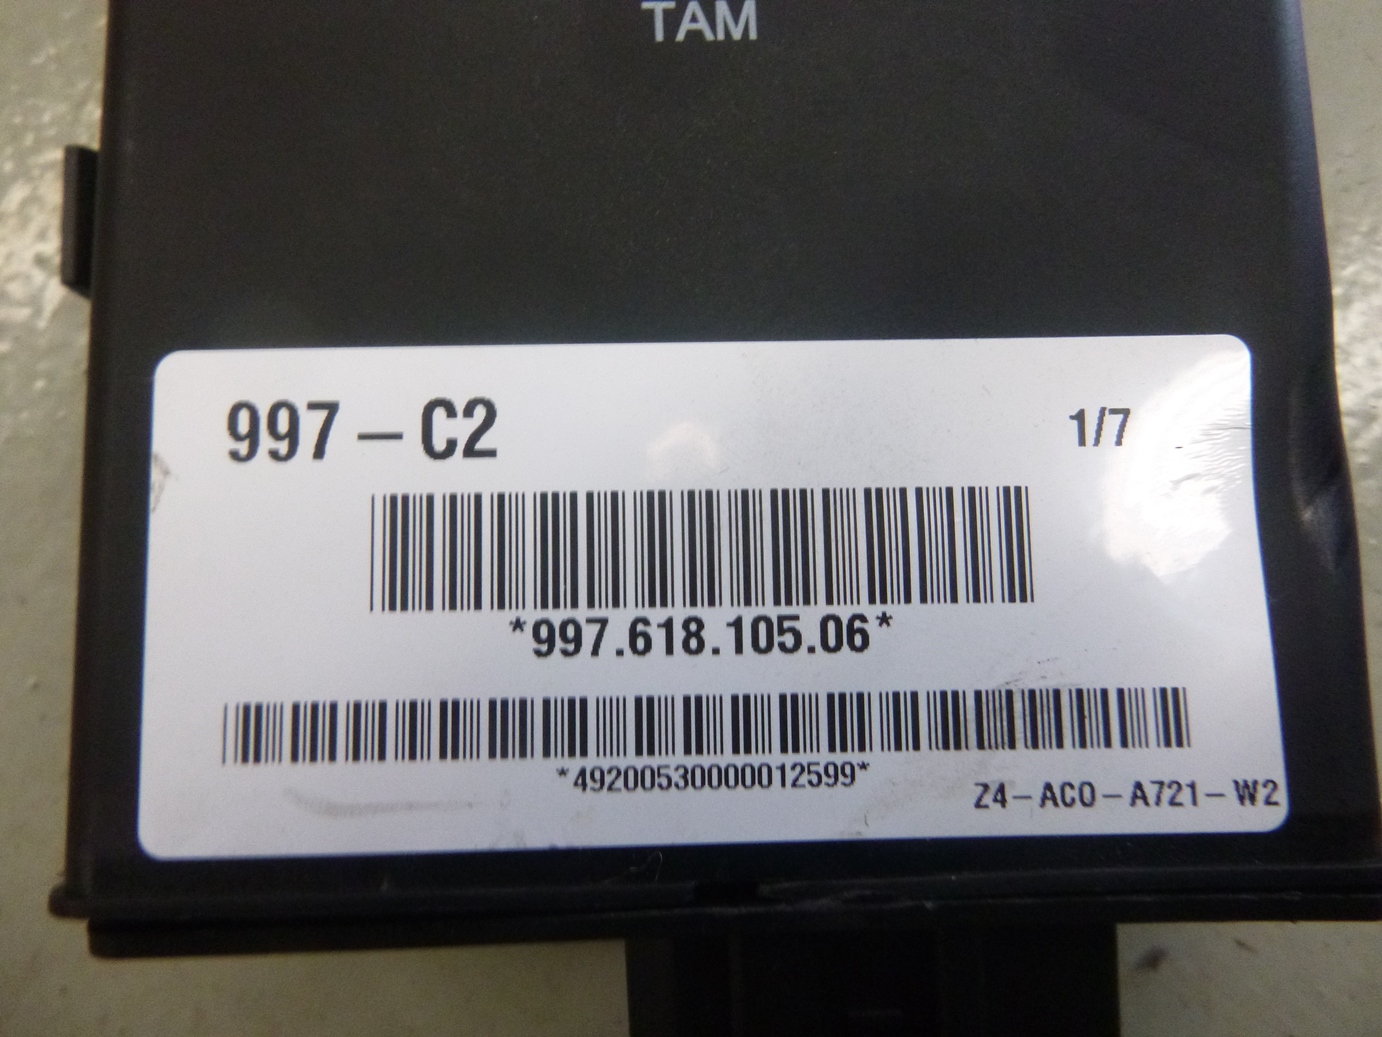 TAM
997 – C2
1/7
*997.618.105.06*
*49200530000012599*
Z4–AC0–A721–W2